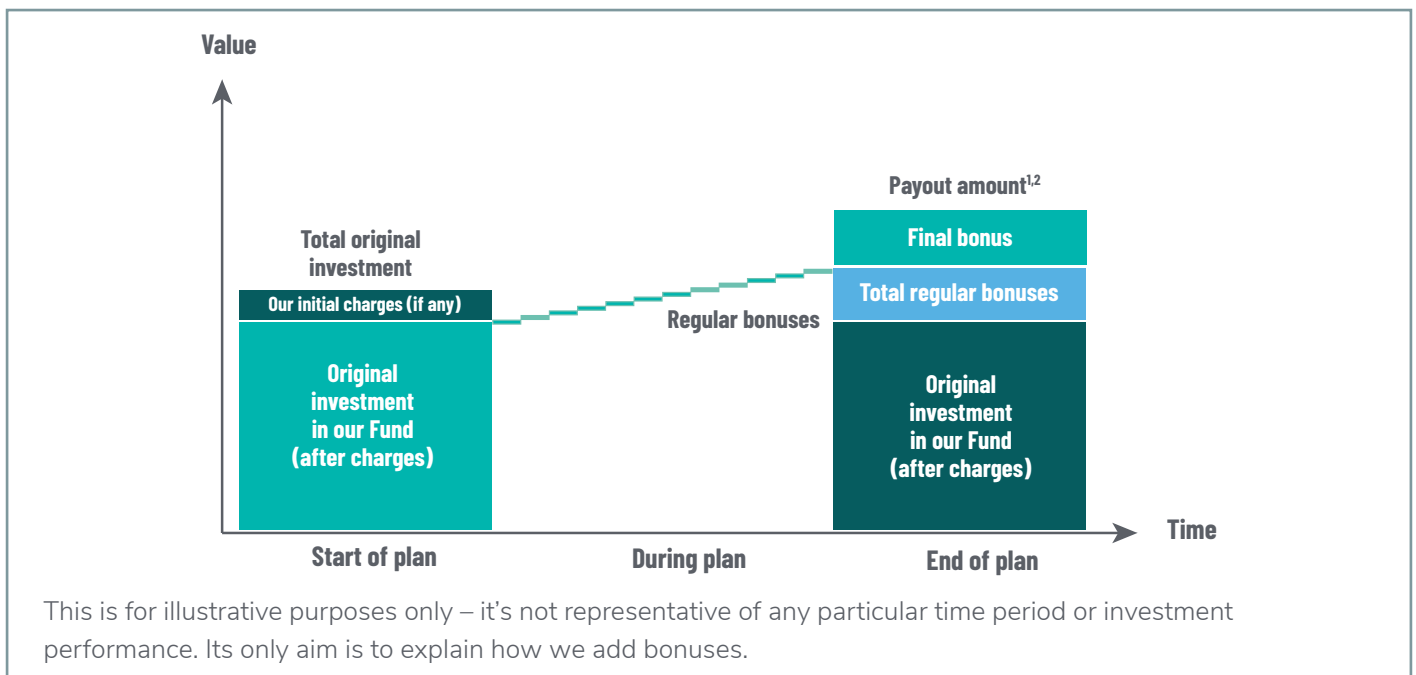 Value
Payout amount1,2
Total original
investment
Final bonus
Our initial charges (if any)
Total regular bonuses
Regular bonuses
Original
investment
in our Fund
(after charges)
Original
investment
in our Fund
(after charges)
Time
Start of plan
During plan
End of plan
This is for illustrative purposes only – it’s not representative of any particular time period or investment
performance. Its only aim is to explain how we add bonuses.